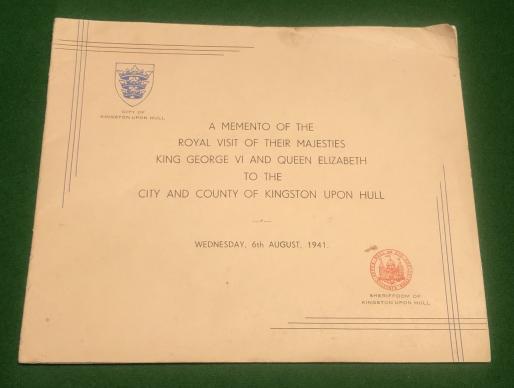 CITY OF
KINGSTON UPON HULL
A MEMENTO OF THE
ROYAL VISIT OF THEIR MAJESTIES
KING GEORGE VI AND QUEEN ELIZABETH
TO THE
CITY AND COUNTY OF KINGSTON UPON HULL
WEDNESDAY, 6th AUGUST, 1941.
SHERIFFDOM OF
KINGSTON UPON HULL